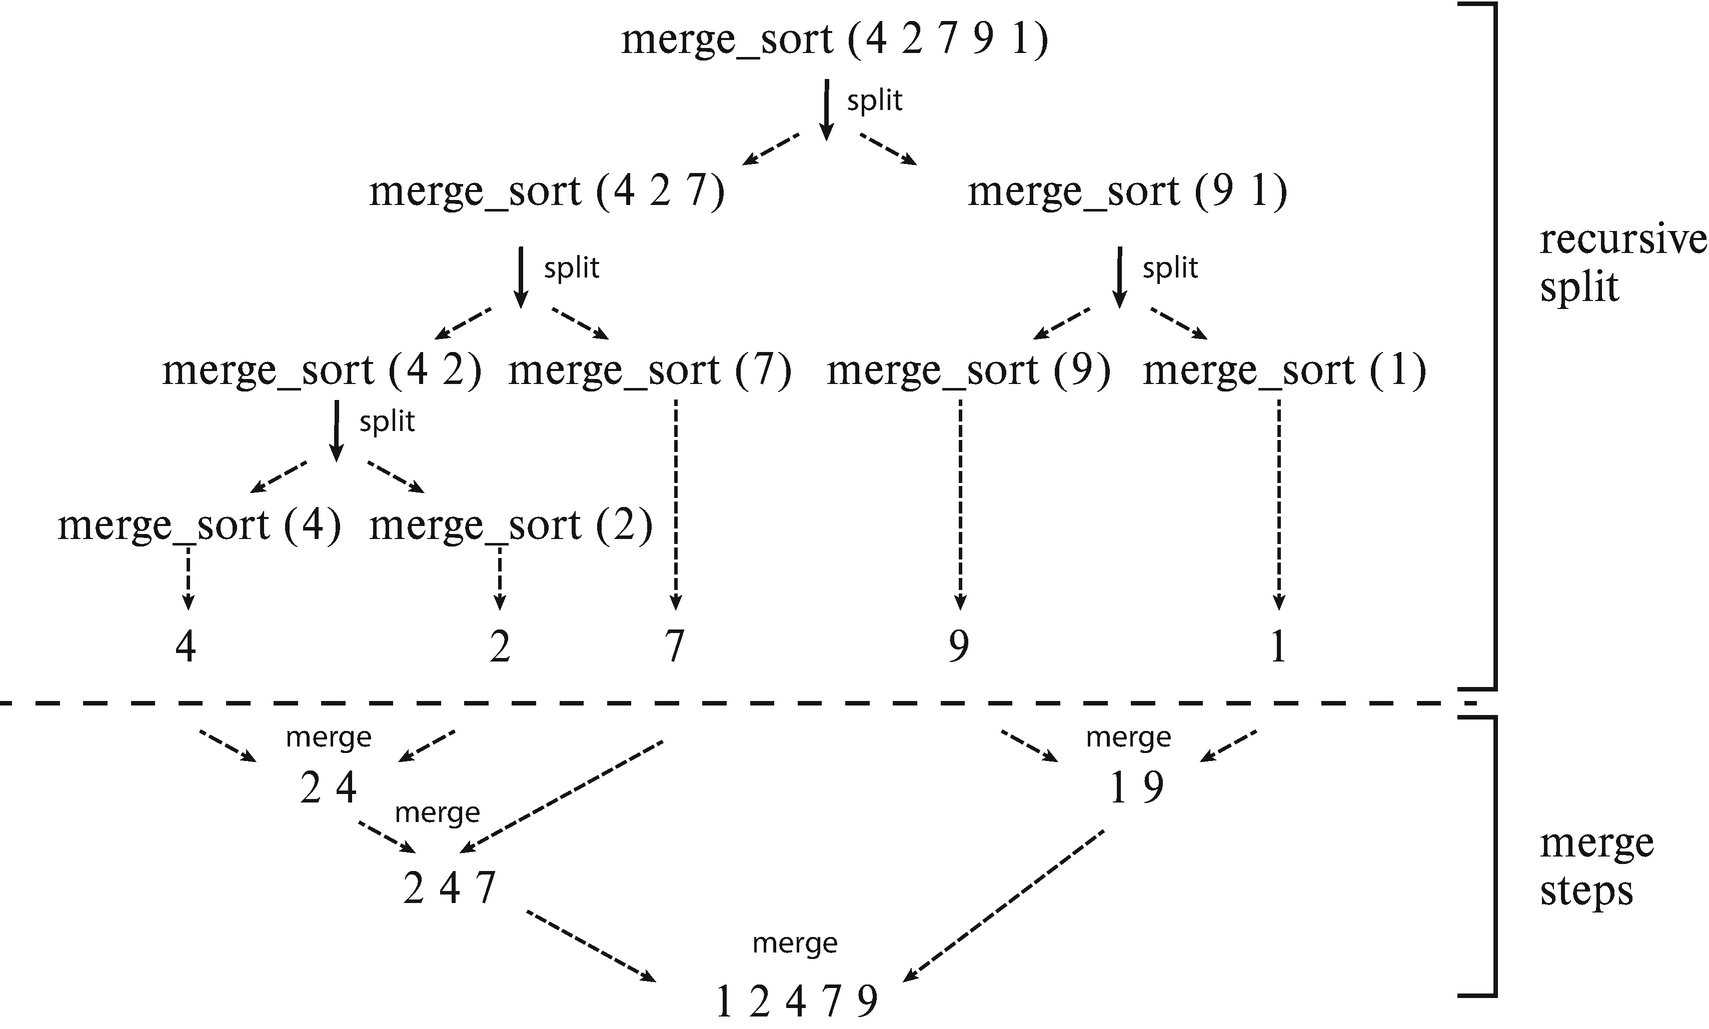 merge_sort (4 2 7 9 1)
split
merge_sort (4 2 7)
merge_sort (9 1)
split
split
recursive
split
merge_sort (4 2)
merge_sort (7)
merge_sort (9)
merge_sort (1)
split
merge_sort (4)
merge_sort (2)
4
2
7
9
1
merge
merge
2 4
1 9
merge
2 4 7
merge
steps
merge
1 2 4 7 9